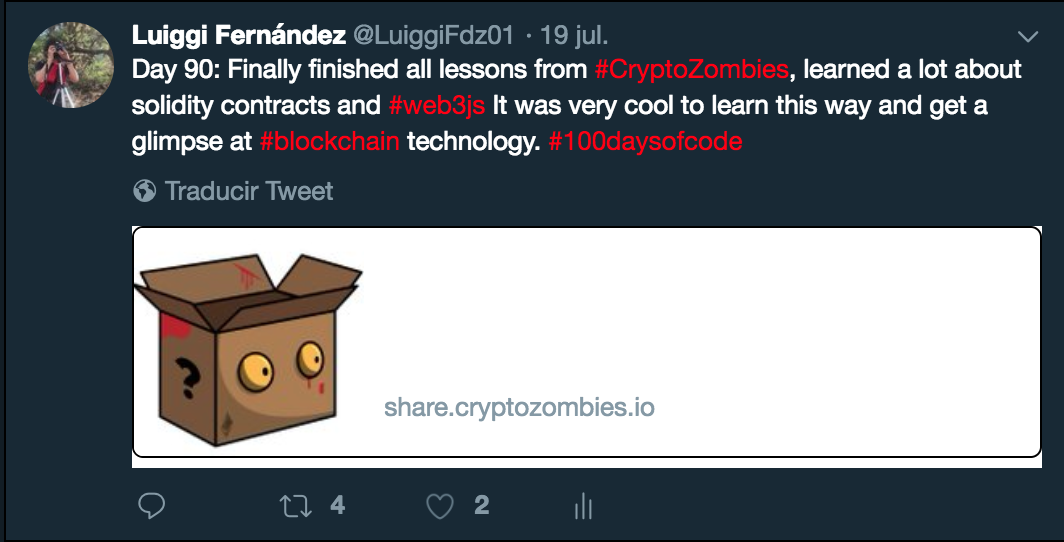 Luiggi Fernández @LuiggiFdz01 · 19 jul.
Day 90: Finally finished all lessons from #CryptoZombies, learned a lot about
solidity contracts and #web3js It was very cool to learn this way and get a
glimpse at #blockchain technology. #100daysofcode
Traducir Tweet
?
share.cryptozombies.io
4 2